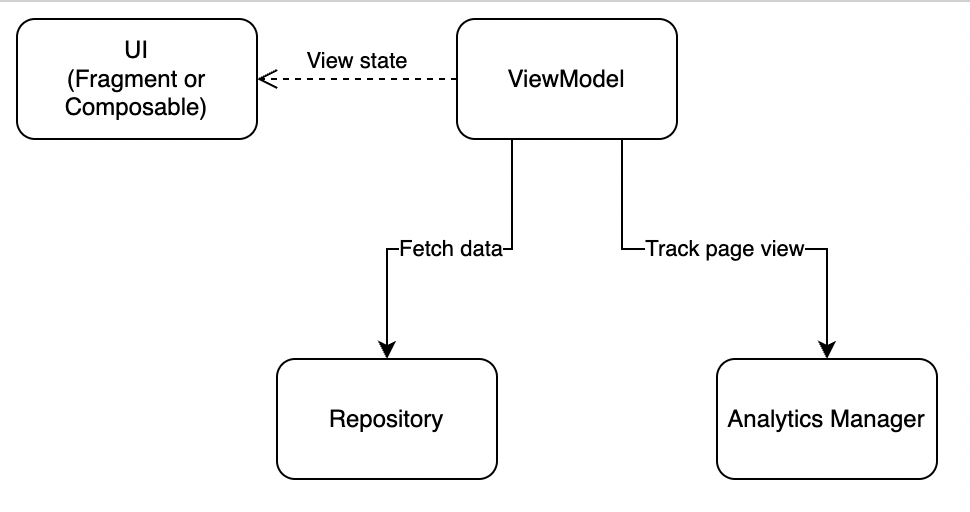 UI
(Fragment or
Composable)
View state
ViewModel
Fetch data
Track page view
Repository
Analytics Manager